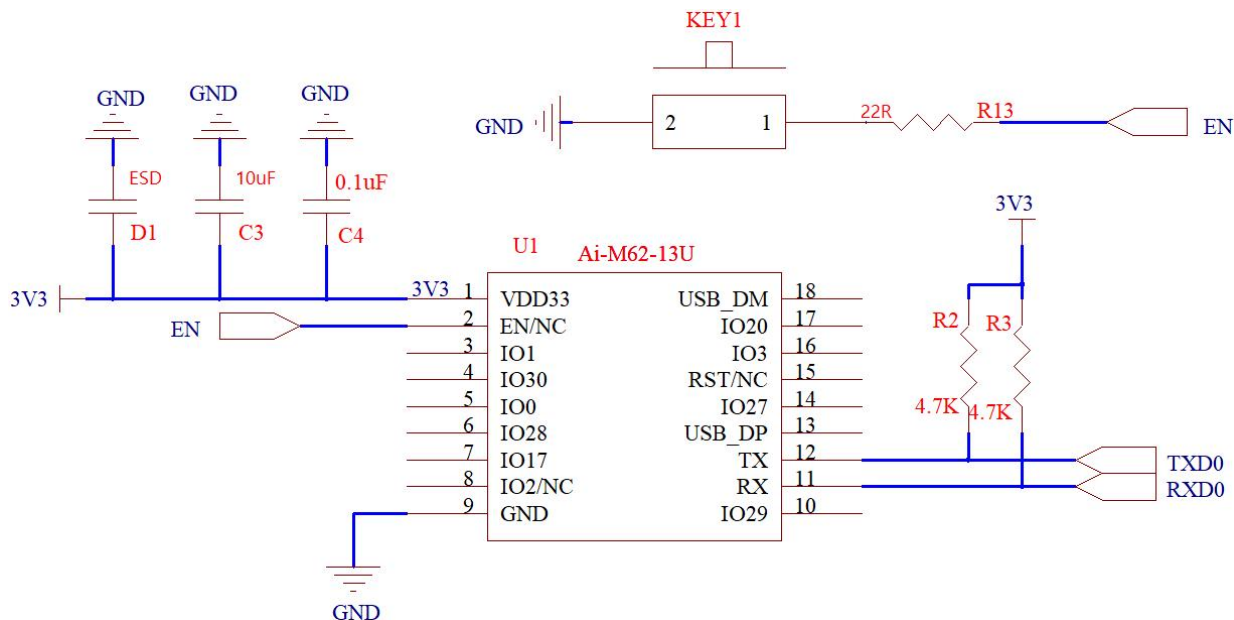 KEY1
GND
2
1
22R
R13
EN
GND
GND
GND
ESD
10uF
0.1uF
D1
C3
C4
3V3
3V3
U1
Ai-M62-13U
3V3
EN
1 VDD33
2 EN/NC
3 IO1
4 IO30
5 IO0
6 IO28
7 IO17
8 IO2/NC
9 GND
USB_DM 18
IO20 17
IO3 16
RST/NC 15
IO27 14
USB_DP 13
TX 12
RX 11
IO29 10
R2
R3
4.7K
4.7K
TXD0
RXD0
GND